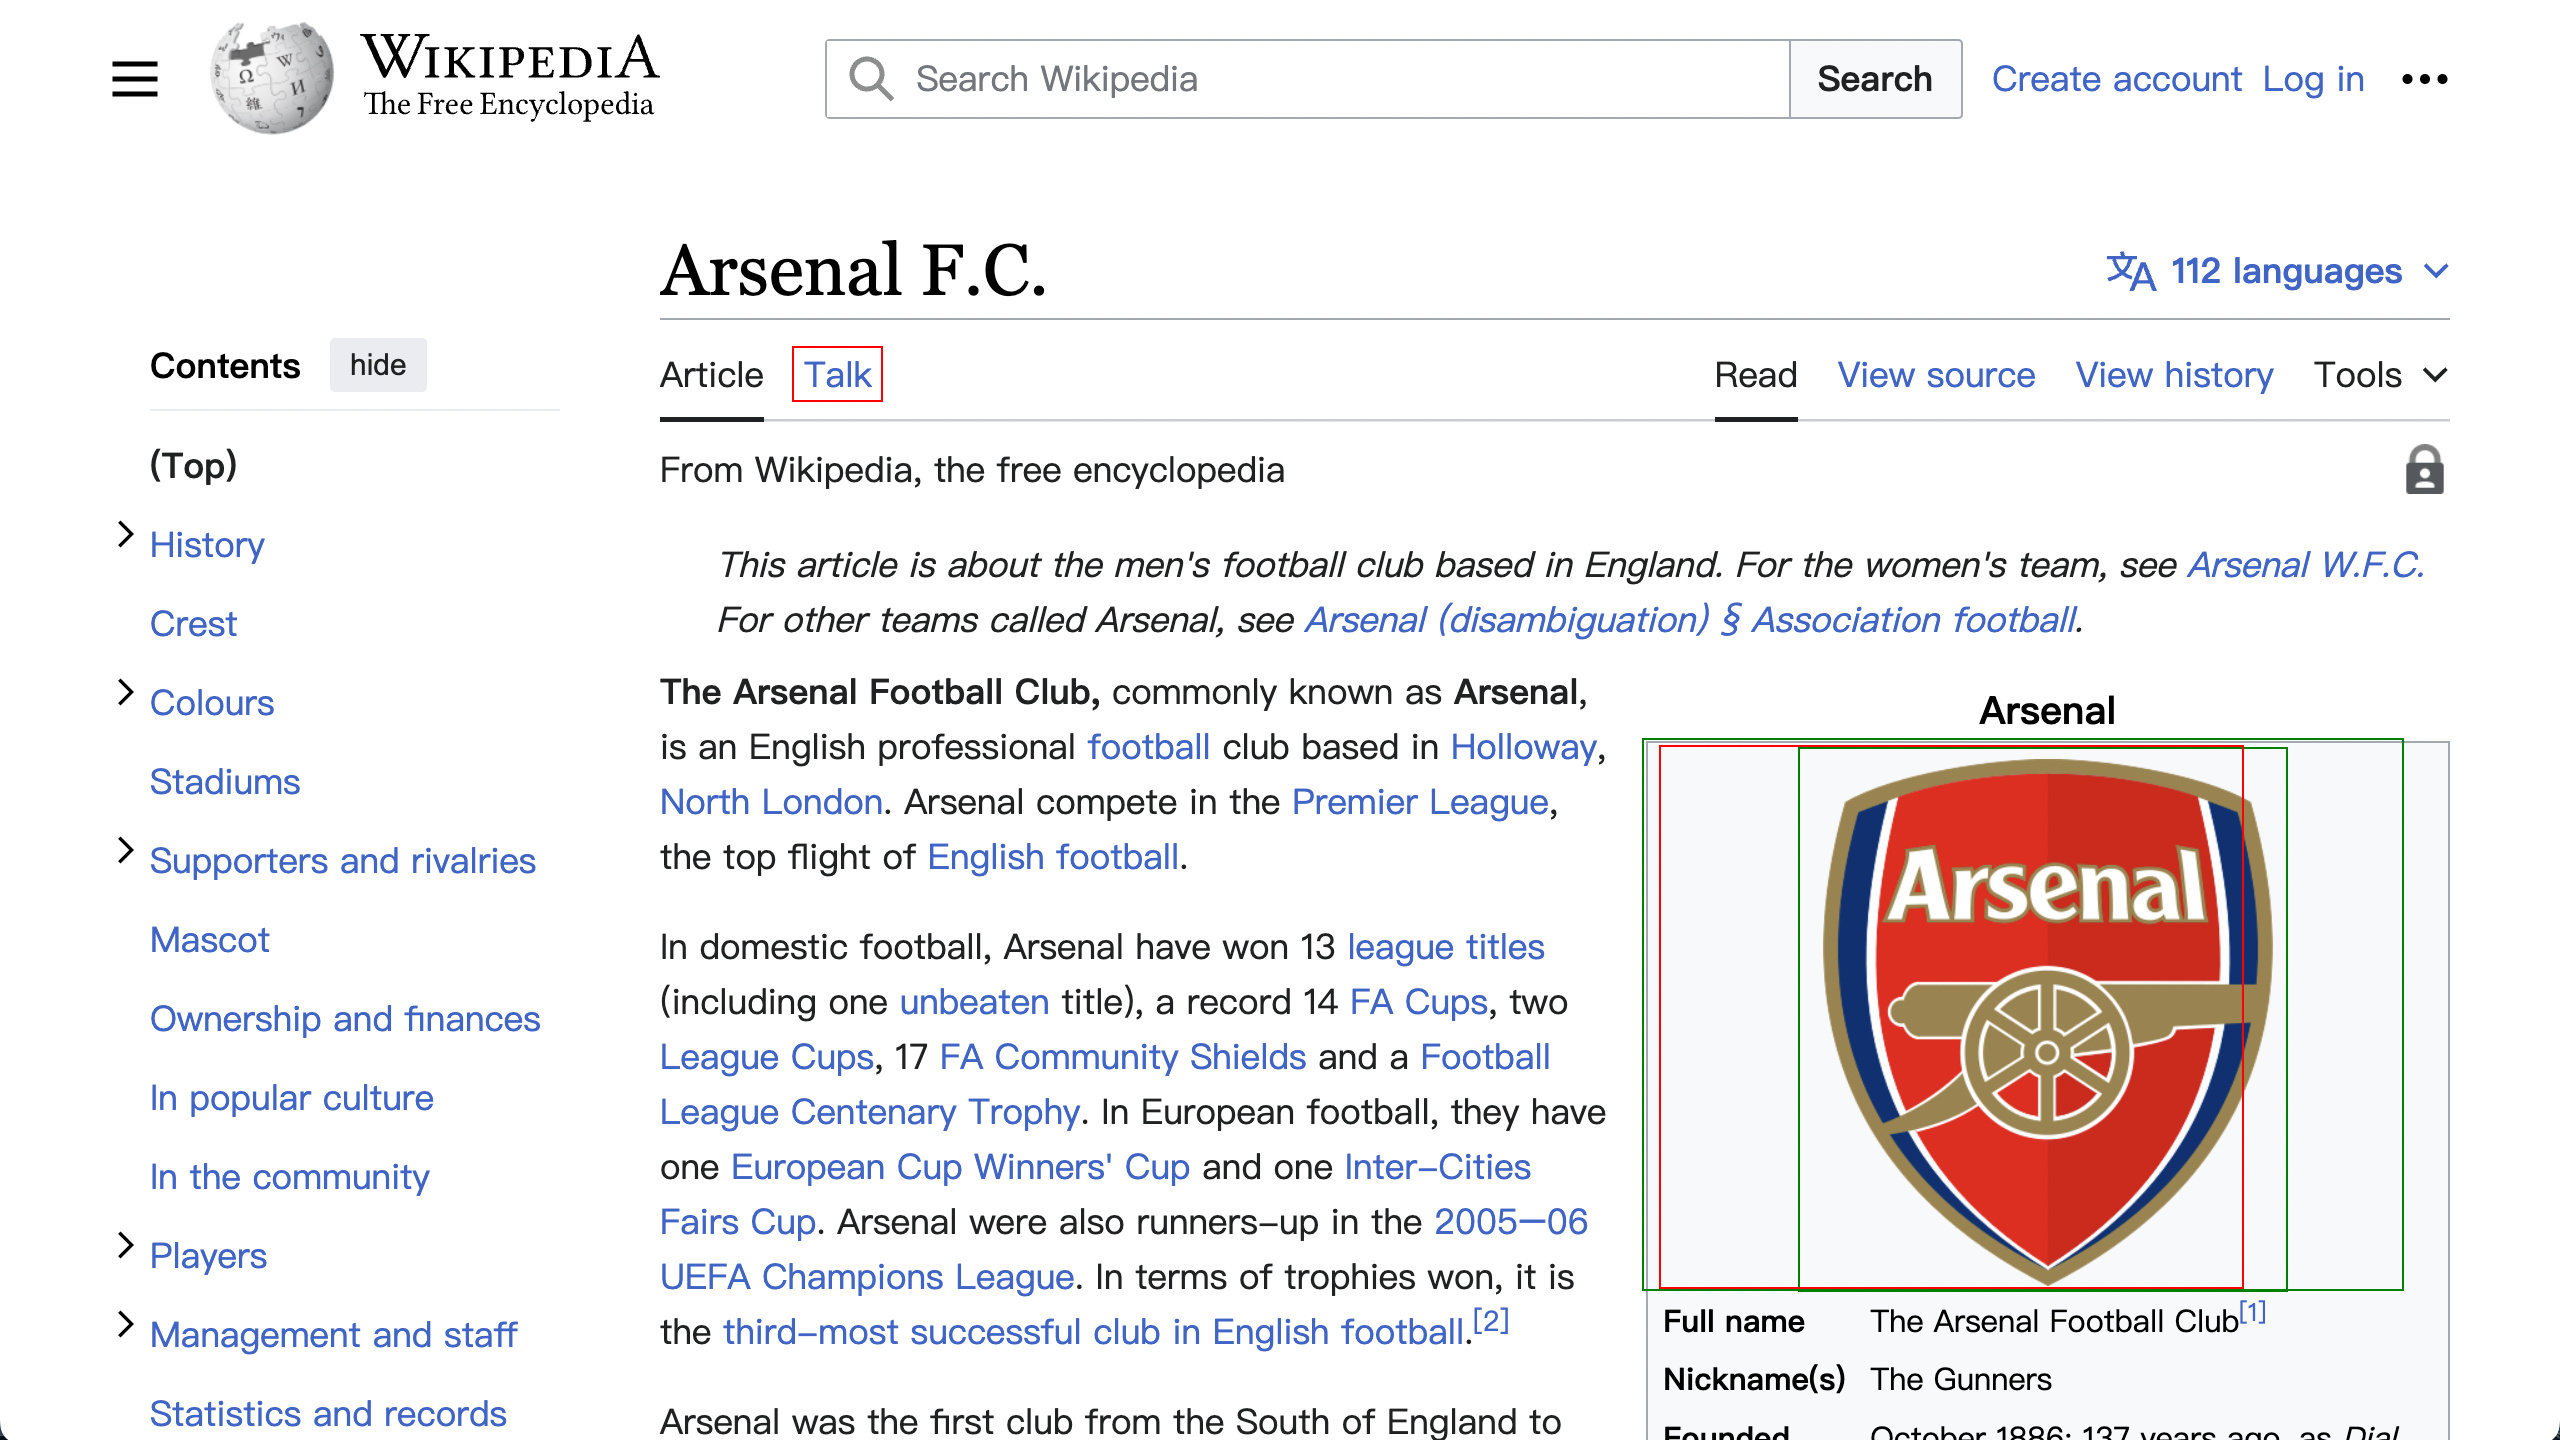 WIKIPEDIA
The Free Encyclopedia
Search Wikipedia
Search
Create account Log in
Arsenal F.C.
112 languages
Contents hide
Article Talk
Read View source View history Tools
(Top)
History
Crest
Colours
Stadiums
Supporters and rivalries
Mascot
Ownership and finances
In popular culture
In the community
Players
Management and staff
Statistics and records
From Wikipedia, the free encyclopedia
This article is about the men's football club based in England. For the women's team, see Arsenal W.F.C.
For other teams called Arsenal, see Arsenal (disambiguation) § Association football.
The Arsenal Football Club, commonly known as Arsenal,
is an English professional football club based in Holloway,
North London. Arsenal compete in the Premier League,
the top flight of English football.
In domestic football, Arsenal have won 13 league titles
(including one unbeaten title), a record 14 FA Cups, two
League Cups, 17 FA Community Shields and a Football
League Centenary Trophy. In European football, they have
one European Cup Winners' Cup and one Inter–Cities
Fairs Cup. Arsenal were also runners–up in the 2005–06
UEFA Champions League. In terms of trophies won, it is
the third–most successful club in English football.[2]
Arsenal was the first club from the South of England to
Arsenal
Arsenal
Full name The Arsenal Football Club[1]
Nickname(s) The Gunners
Founded October 1886; 137 years ago, as Dial